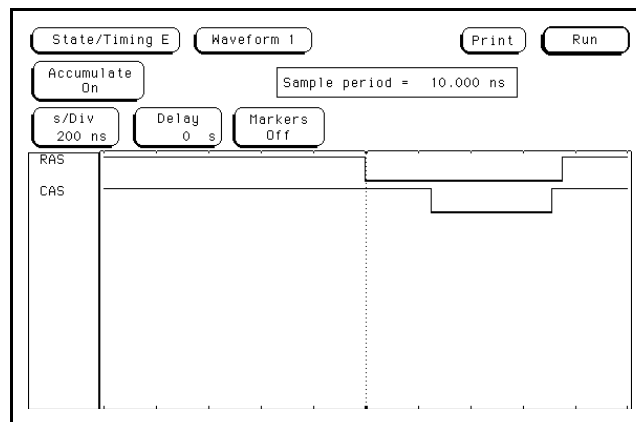 State/Timing E Waveform 1 Print Run
Accumulate
On
Sample period = 10.000 ns
s/Div
200 ns
Delay
0 s
Markers
Off
RAS
CAS